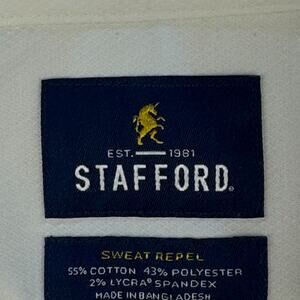 EST. 1981
STAFFORD®
SWEAT REPEL
55% COTTON 43% POLYESTER
2% LYCRA® SPANDEX
MADE IN BANGLADESH